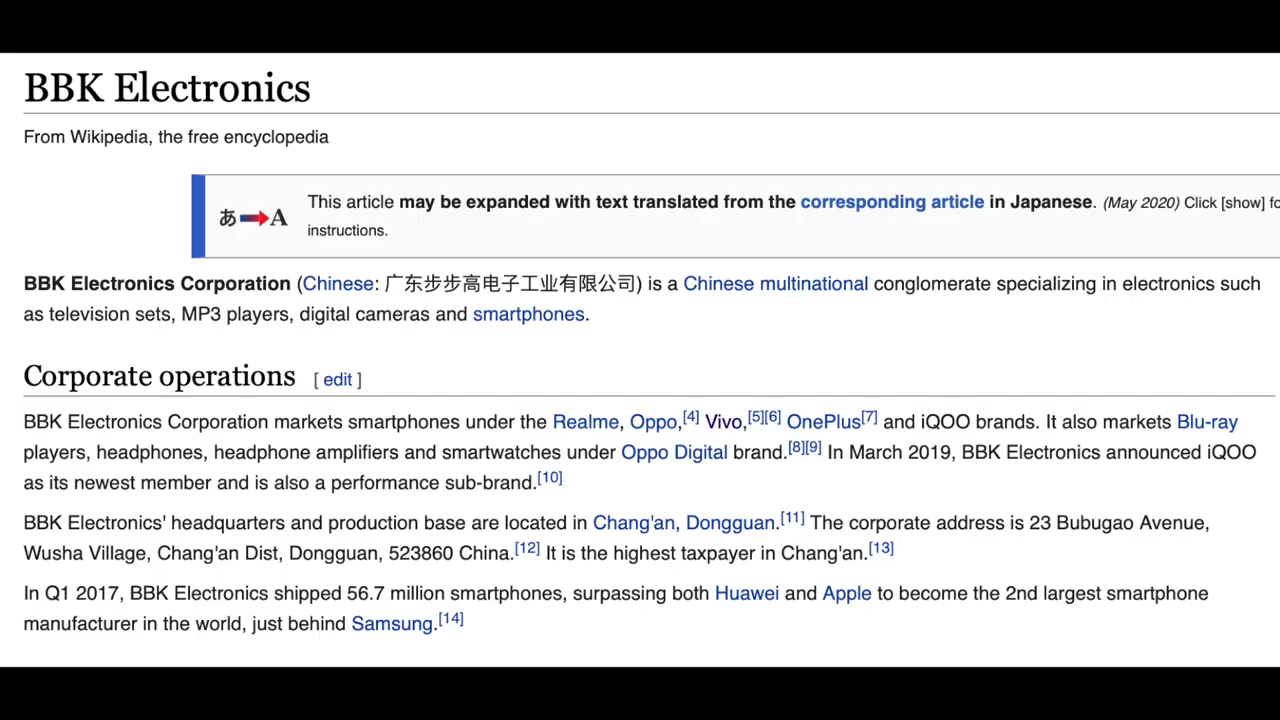 BBK Electronics
From Wikipedia, the free encyclopedia
あ A
This article may be expanded with text translated from the corresponding article in Japanese. (May 2020) Click [show]
instructions.
BBK Electronics Corporation (Chinese: 广东步步高电子工业有限公司) is a Chinese multinational conglomerate specializing in electronics such
as television sets, MP3 players, digital cameras and smartphones.
Corporate operations [ edit ]
BBK Electronics Corporation markets smartphones under the Realme, Oppo,[4] Vivo,[5][6] OnePlus[7] and iQOO brands. It also markets Blu-ray
players, headphones, headphone amplifiers and smartwatches under Oppo Digital brand.[8][9] In March 2019, BBK Electronics announced iQOO
as its newest member and is also a performance sub-brand.[10]
BBK Electronics' headquarters and production base are located in Chang'an, Dongguan.[11] The corporate address is 23 Bubugao Avenue,
Wusha Village, Chang'an Dist, Dongguan, 523860 China.[12] It is the highest taxpayer in Chang'an.[13]
In Q1 2017, BBK Electronics shipped 56.7 million smartphones, surpassing both Huawei and Apple to become the 2nd largest smartphone
manufacturer in the world, just behind Samsung.[14]